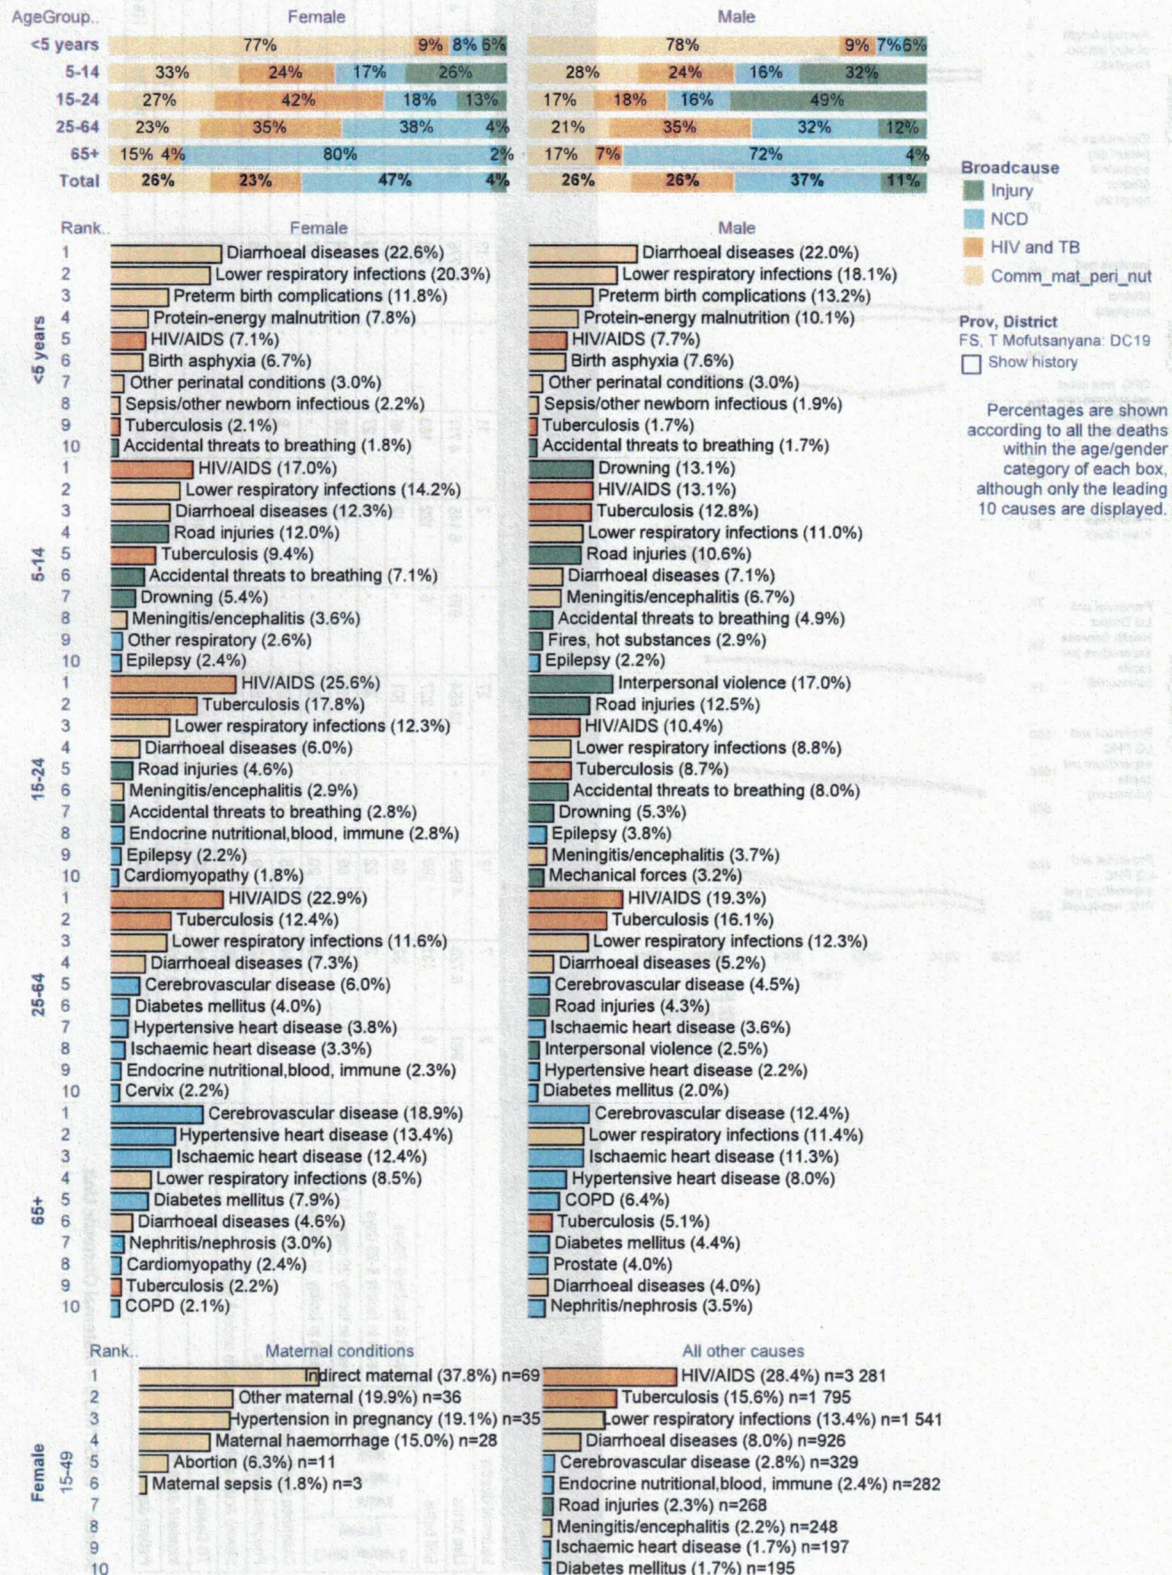 AgeGroup.. Female Male
<5 years 77% 9% 8% 6% 78% 9% 7% 6%
5-14 33% 24% 17% 26% 28% 24% 16% 32%
15-24 27% 42% 18% 13% 17% 18% 16% 49%
25-64 23% 35% 38% 4% 21% 35% 32% 12%
65+ 15% 4% 80% 2% 17% 7% 72% 4%
Total 26% 23% 47% 4% 26% 26% 37% 11%
Broadcause
Injury
NCD
HIV and TB
Comm_mat_peri_nut
Prov, District
FS, T Mofutsanyana: DC19
Show history
Percentages are shown
according to all the deaths
within the age/gender
category of each box,
although only the leading
10 causes are displayed.
Rank.. Female Male
<5 years
1 Diarrhoeal diseases (22.6%) Diarrhoeal diseases (22.0%)
2 Lower respiratory infections (20.3%) Lower respiratory infections (18.1%)
3 Preterm birth complications (11.8%) Preterm birth complications (13.2%)
4 Protein-energy malnutrition (7.8%) Protein-energy malnutrition (10.1%)
5 HIV/AIDS (7.1%) HIV/AIDS (7.7%)
6 Birth asphyxia (6.7%) Birth asphyxia (7.6%)
7 Other perinatal conditions (3.0%) Other perinatal conditions (3.0%)
8 Sepsis/other newborn infectious (2.2%) Sepsis/other newborn infectious (1.9%)
9 Tuberculosis (2.1%) Tuberculosis (1.7%)
10 Accidental threats to breathing (1.8%) Accidental threats to breathing (1.7%)
5-14
1 HIV/AIDS (17.0%) Drowning (13.1%)
2 Lower respiratory infections (14.2%) HIV/AIDS (13.1%)
3 Diarrhoeal diseases (12.3%) Tuberculosis (12.8%)
4 Road injuries (12.0%) Lower respiratory infections (11.0%)
5 Tuberculosis (9.4%) Road injuries (10.6%)
6 Accidental threats to breathing (7.1%) Diarrhoeal diseases (7.1%)
7 Drowning (5.4%) Meningitis/encephalitis (6.7%)
8 Meningitis/encephalitis (3.6%) Accidental threats to breathing (4.9%)
9 Other respiratory (2.6%) Fires, hot substances (2.9%)
10 Epilepsy (2.4%) Epilepsy (2.2%)
15-24
1 HIV/AIDS (25.6%) Interpersonal violence (17.0%)
2 Tuberculosis (17.8%) Road injuries (12.5%)
3 Lower respiratory infections (12.3%) HIV/AIDS (10.4%)
4 Diarrhoeal diseases (6.0%) Lower respiratory infections (8.8%)
5 Road injuries (4.6%) Tuberculosis (8.7%)
6 Meningitis/encephalitis (2.9%) Accidental threats to breathing (8.0%)
7 Accidental threats to breathing (2.8%) Drowning (5.3%)
8 Endocrine nutritional,blood, immune (2.8%) Epilepsy (3.8%)
9 Epilepsy (2.2%) Meningitis/encephalitis (3.7%)
10 Cardiomyopathy (1.8%) Mechanical forces (3.2%)
25-64
1 HIV/AIDS (22.9%) HIV/AIDS (19.3%)
2 Tuberculosis (12.4%) Tuberculosis (16.1%)
3 Lower respiratory infections (11.6%) Lower respiratory infections (12.3%)
4 Diarrhoeal diseases (7.3%) Diarrhoeal diseases (5.2%)
5 Cerebrovascular disease (6.0%) Cerebrovascular disease (4.5%)
6 Diabetes mellitus (4.0%) Road injuries (4.3%)
7 Hypertensive heart disease (3.8%) Ischaemic heart disease (3.6%)
8 Ischaemic heart disease (3.3%) Interpersonal violence (2.5%)
9 Endocrine nutritional,blood, immune (2.3%) Hypertensive heart disease (2.2%)
10 Cervix (2.2%) Diabetes mellitus (2.0%)
65+
1 Cerebrovascular disease (18.9%) Cerebrovascular disease (12.4%)
2 Hypertensive heart disease (13.4%) Lower respiratory infections (11.4%)
3 Ischaemic heart disease (12.4%) Ischaemic heart disease (11.3%)
4 Lower respiratory infections (8.5%) Hypertensive heart disease (8.0%)
5 Diabetes mellitus (7.9%) COPD (6.4%)
6 Diarrhoeal diseases (4.6%) Tuberculosis (5.1%)
7 Nephritis/nephrosis (3.0%) Diabetes mellitus (4.4%)
8 Cardiomyopathy (2.4%) Prostate (4.0%)
9 Tuberculosis (2.2%) Diarrhoeal diseases (4.0%)
10 COPD (2.1%) Nephritis/nephrosis (3.5%)
Rank.. Maternal conditions All other causes
Female
15-49
1 Indirect maternal (37.8%) n=69 HIV/AIDS (28.4%) n=3 281
2 Other maternal (19.9%) n=36 Tuberculosis (15.6%) n=1 795
3 Hypertension in pregnancy (19.1%) n=35 Lower respiratory infections (13.4%) n=1 541
4 Maternal haemorrhage (15.0%) n=28 Diarrhoeal diseases (8.0%) n=926
5 Abortion (6.3%) n=11 Cerebrovascular disease (2.8%) n=329
6 Maternal sepsis (1.8%) n=3 Endocrine nutritional,blood, immune (2.4%) n=282
7 Road injuries (2.3%) n=268
8 Meningitis/encephalitis (2.2%) n=248
9 Ischaemic heart disease (1.7%) n=197
10 Diabetes mellitus (1.7%) n=195